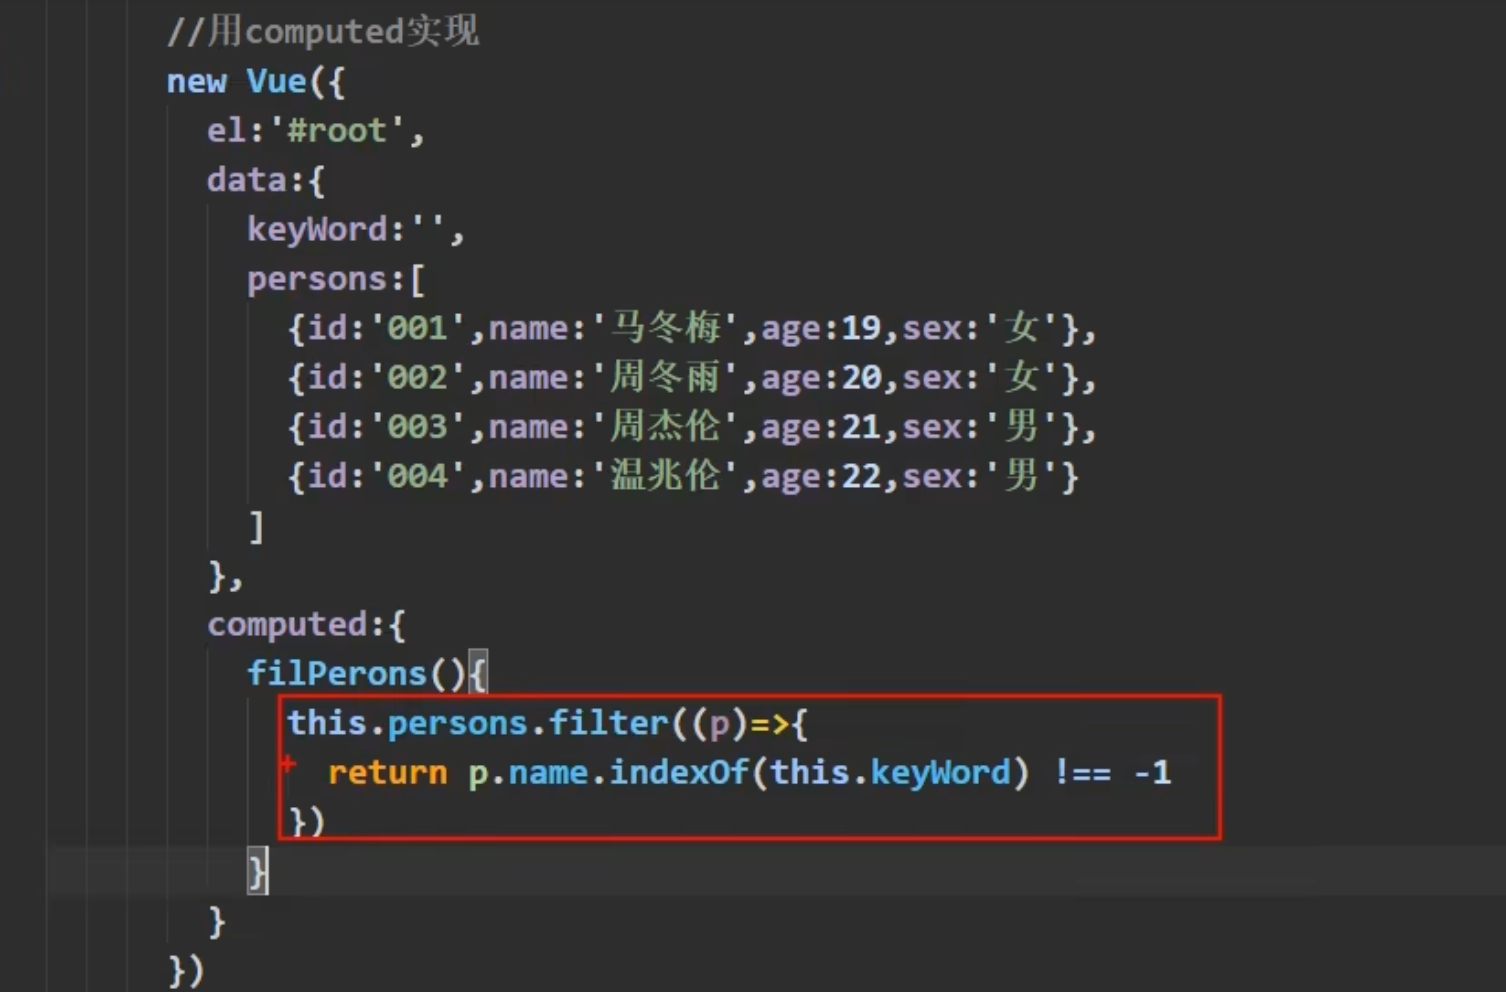 //用computed实现
new Vue({
el:'#root',
data:{
keyWord:'',
persons:[
{id:'001',name:'马冬梅',age:19,sex:'女'},
{id:'002',name:'周冬雨',age:20,sex:'女'},
{id:'003',name:'周杰伦',age:21,sex:'男'},
{id:'004',name:'温兆伦',age:22,sex:'男'}
]
},
computed:{
filPerons(){
this.persons.filter((p)=>{
return p.name.indexOf(this.keyWord) !== -1
})
}
}
})